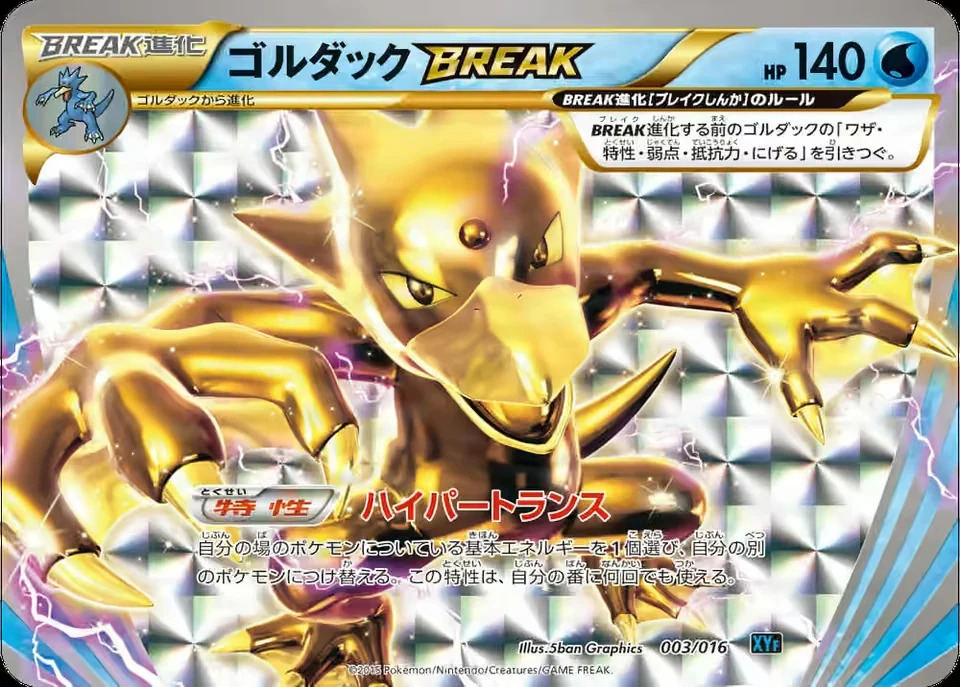 BREAK進化
ゴルダック BREAK
HP 140
ゴルダックから進化
BREAK進化[ブレイクしんか]のルール
BREAK進化する前のゴルダックの「ワザ・
特性・弱点・抵抗力・にげる」を引きつぐ。
特性 ハイパートランス
自分の場のポケモンについている基本エネルギーを1個選び、自分の別
のポケモンにつけ替える。この特性は、自分の番に何回でも使える。
Illus.5ban Graphics 003/016 XYF
©2015 Pokémon/Nintendo/Creatures/GAME FREAK.